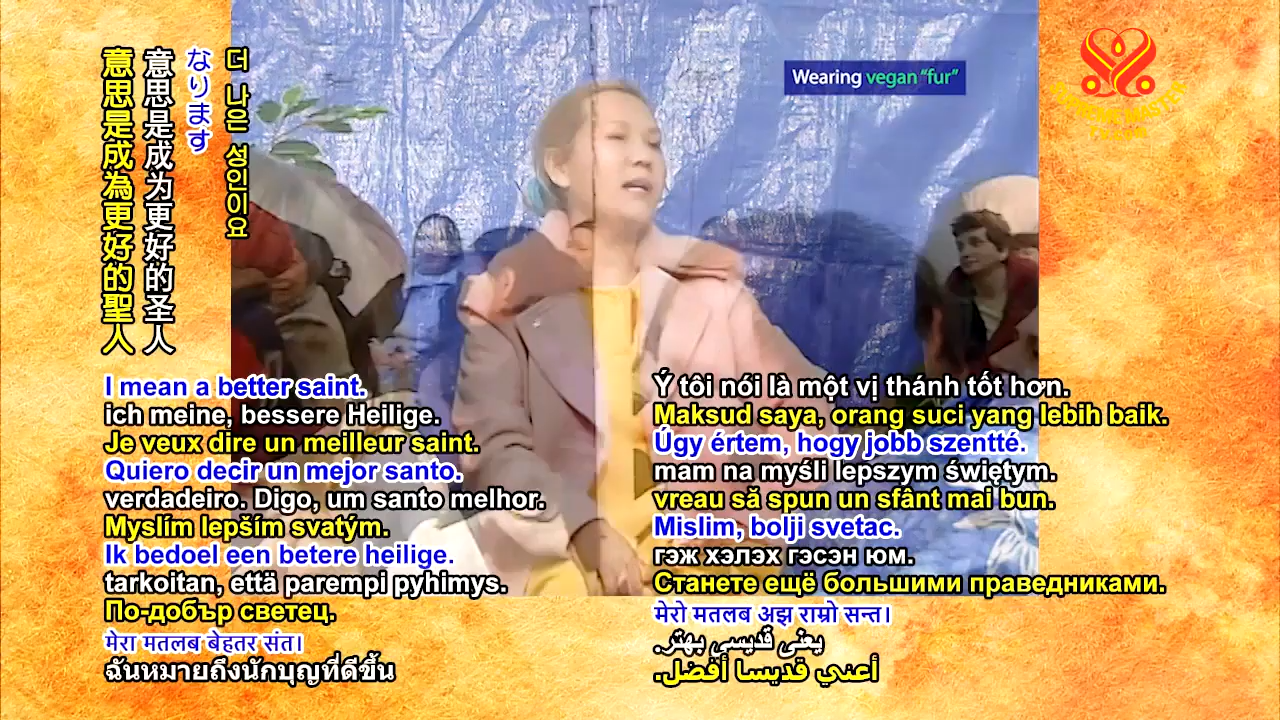 더 나은 성인이요
なります
意思是成为更好的圣人
意思是成為更好的聖人
Wearing vegan "fur"
SUPREME MASTER
TV.COM
I mean a better saint.
ich meine, bessere Heilige.
Je veux dire un meilleur saint.
Quiero decir un mejor santo.
verdadeiro. Digo, um santo melhor.
Myslím lepším svatým.
Ik bedoel een betere heilige.
tarkoitan, että parempi pyhimys.
По-добър светец.
मेरा मतलब बेहतर संत।
ฉันหมายถึงนักบุญที่ดีขึ้น
Ý tôi nói là một vị thánh tốt hơn.
Maksud saya, orang suci yang lebih baik.
Úgy értem, hogy jobb szentté.
mam na myśli lepszym świętym.
vreau să spun un sfânt mai bun.
Mislim, bolji svetac.
гэж хэлэх гэсэн юм.
Станете ещё большими праведниками.
मेरो मतलब अझ राम्रो सन्त।
یعنی قدیسی بهتر.
أعني قديسا أفضل.